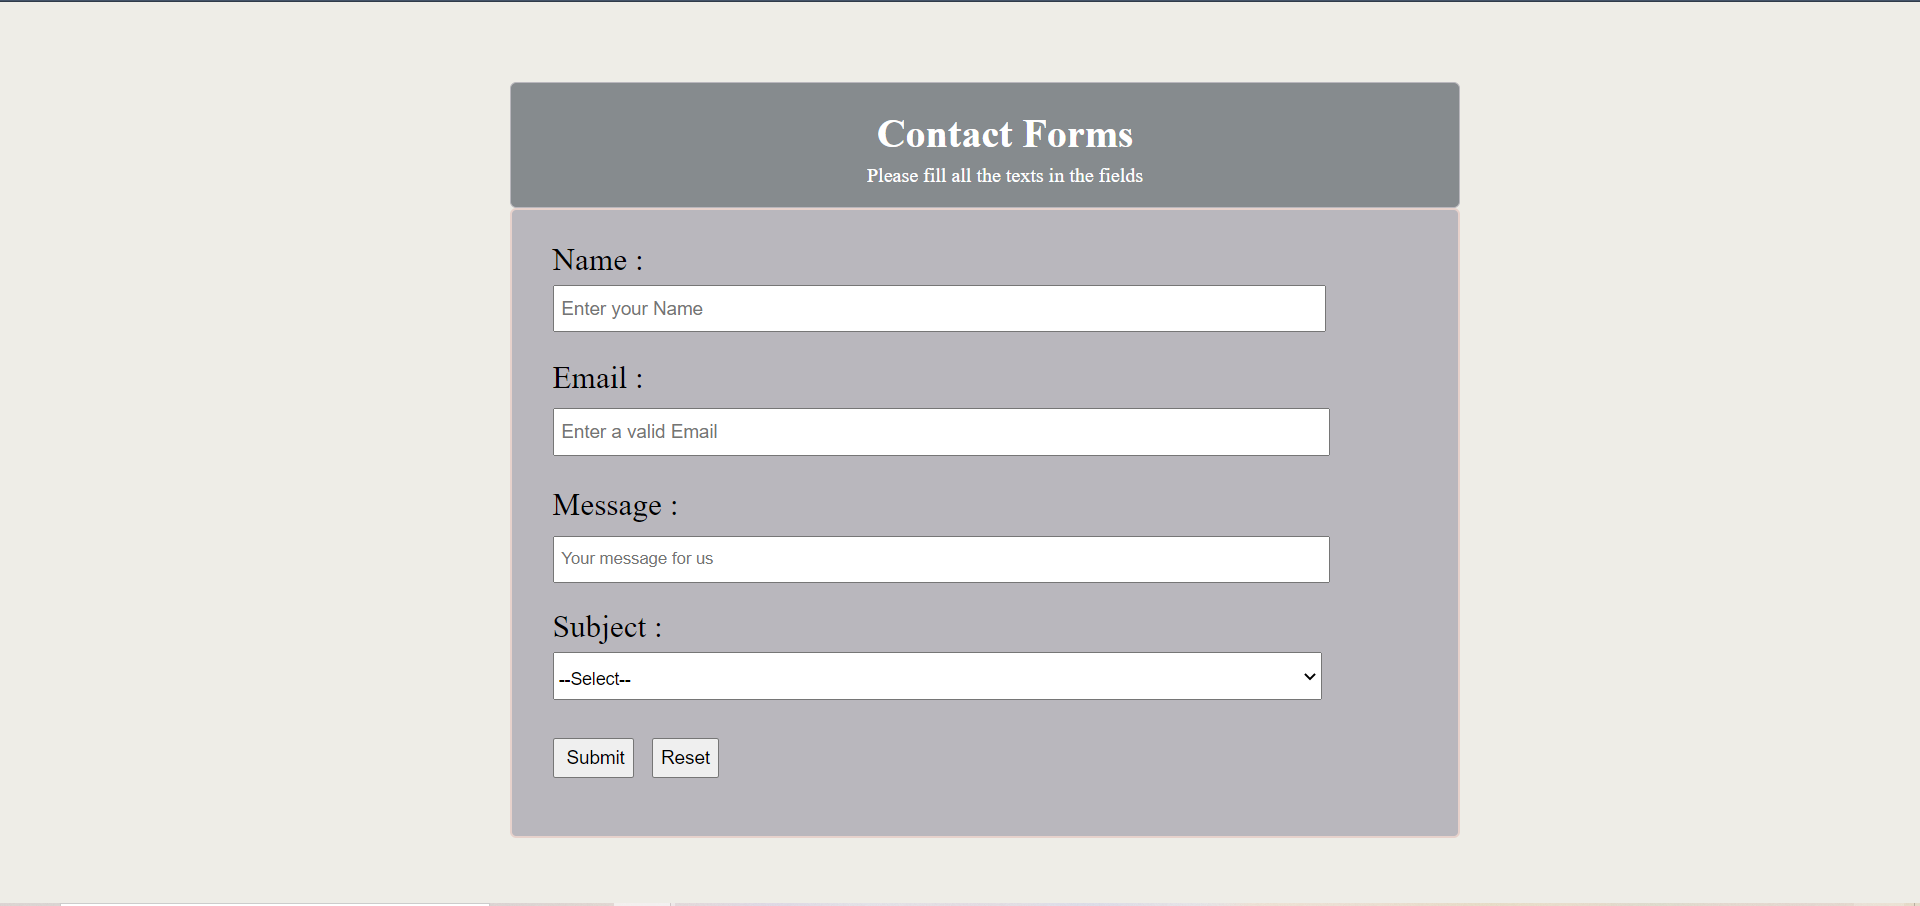 Contact Forms
Please fill all the texts in the fields
Name :
Enter your Name
Email :
Enter a valid Email
Message :
Your message for us
Subject :
--Select--
Submit Reset